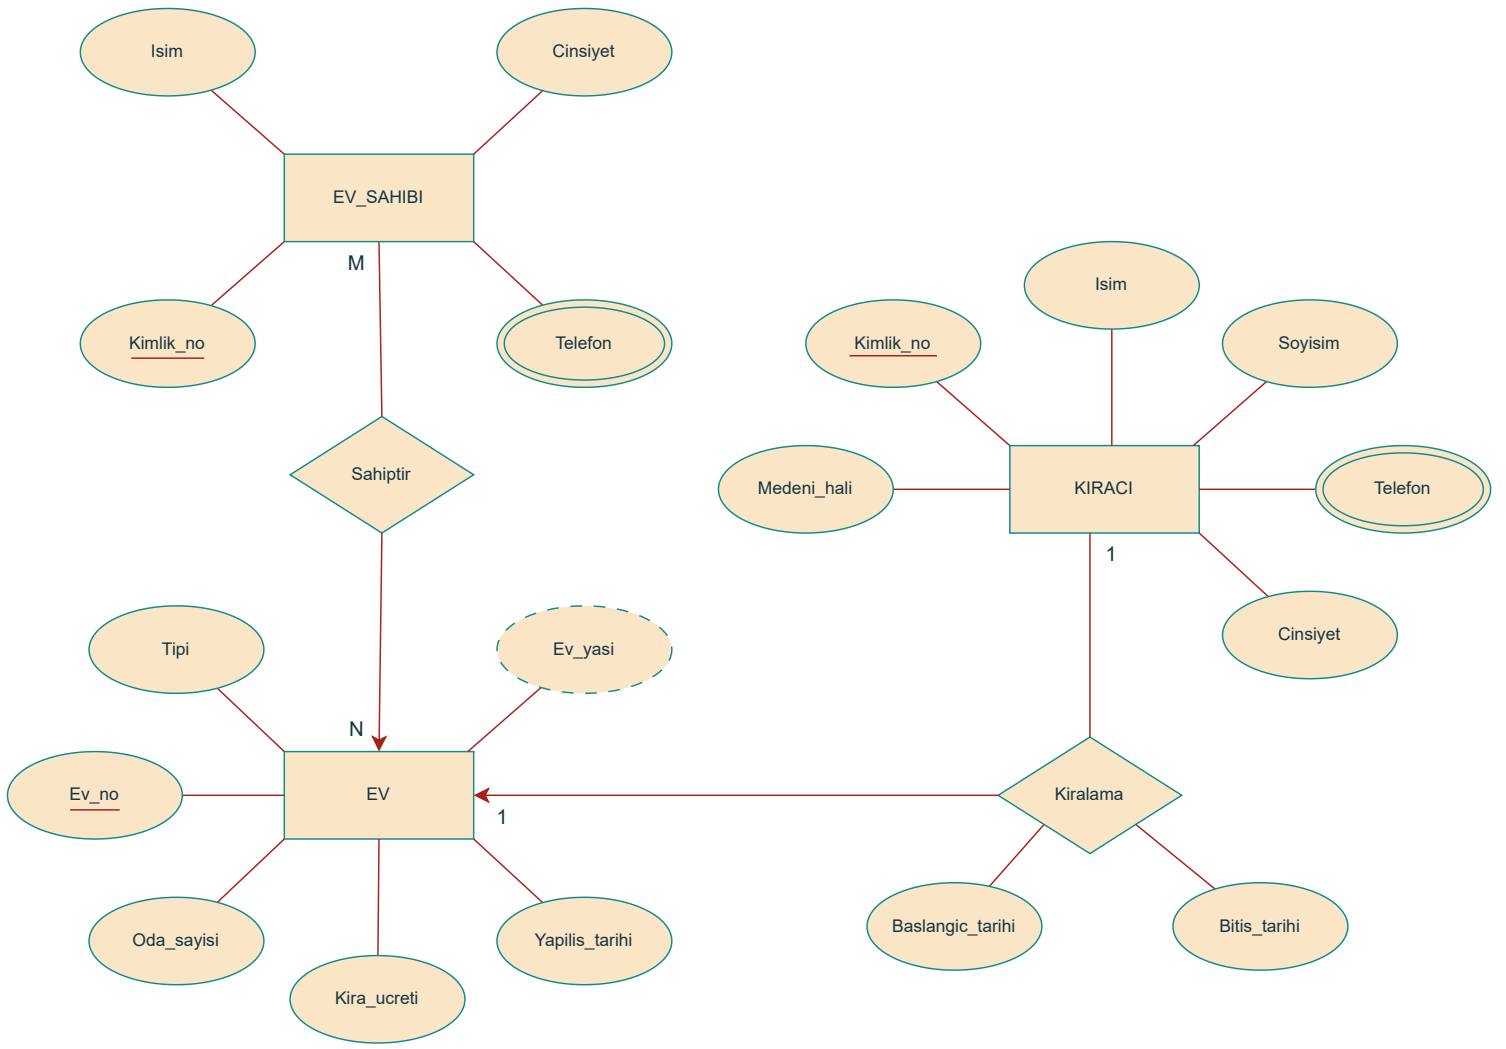 Isim
Cinsiyet
EV_SAHIBI
M
Kimlik_no
Telefon
Sahiptir
Isim
Kimlik_no
Soyisim
Medeni_hali
KIRACI
Telefon
1
Cinsiyet
Tipi
Ev_yasi
N
Ev_no
EV
1
Kiralama
Oda_sayisi
Kira_ucreti
Yapilis_tarihi
Baslangic_tarihi
Bitis_tarihi